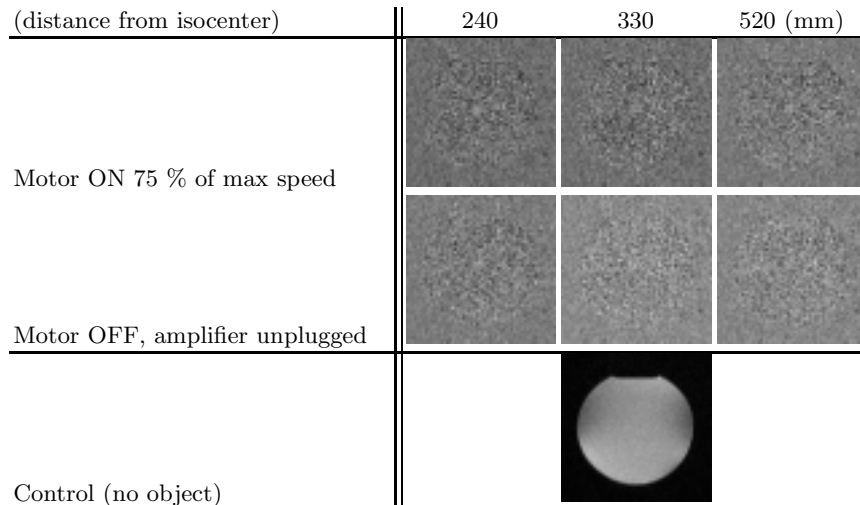 (distance from isocenter) 240 330 520 (mm)
Motor ON 75 % of max speed
Motor OFF, amplifier unplugged
Control (no object)